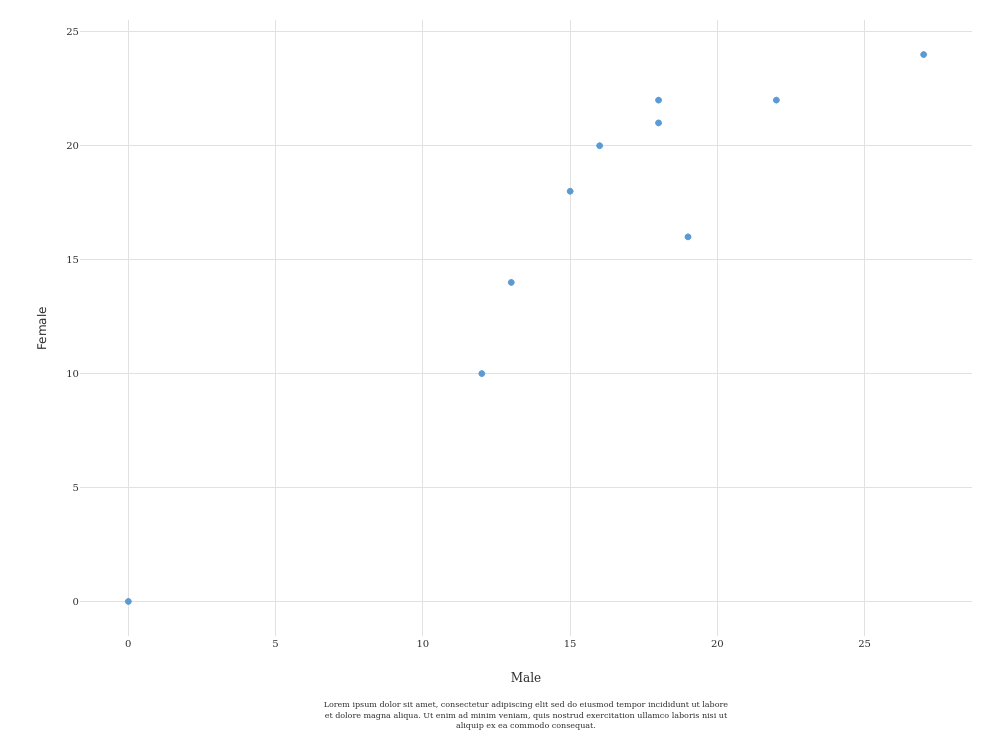 25
20
15
10
5
0
Female
0 5 10 15 20 25
Male
Lorem ipsum dolor sit amet, consectetur adipiscing elit sed do eiusmod tempor incididunt ut labore
et dolore magna aliqua. Ut enim ad minim veniam, quis nostrud exercitation ullamco laboris nisi ut
aliquip ex ea commodo consequat.